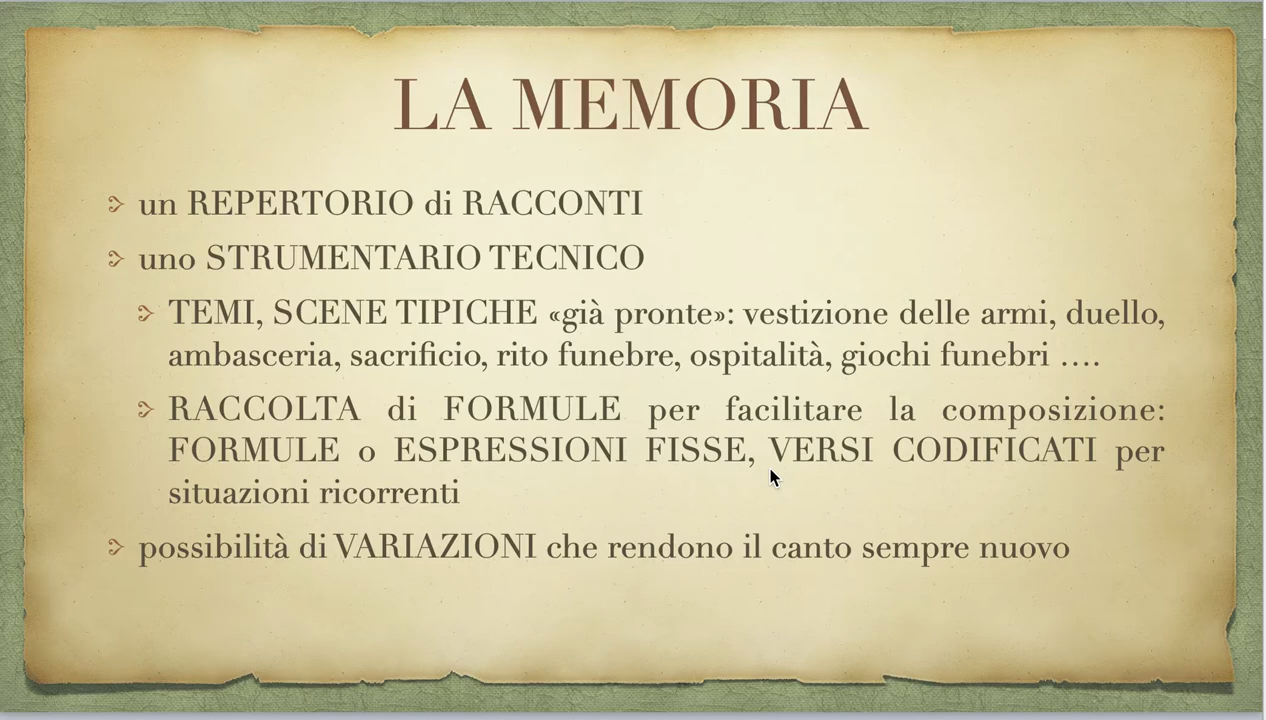 LA MEMORIA
un REPERTORIO di RACCONTI
uno STRUMENTARIO TECNICO
TEMI, SCENE TIPICHE «già pronte»: vestizione delle armi, duello,
ambasceria, sacrificio, rito funebre, ospitalità, giochi funebri ….
RACCOLTA di FORMULE per facilitare la composizione:
FORMULE o ESPRESSIONI FISSE, VERSI CODIFICATI per
situazioni ricorrenti
possibilità di VARIAZIONI che rendono il canto sempre nuovo